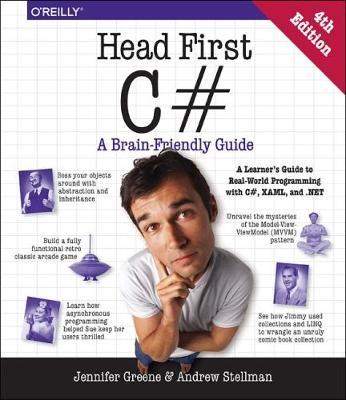 O'REILLY®
4th
Edition
Head First
C#
A Brain-Friendly Guide
Boss your objects
around with
abstraction and
inheritance
A Learner's Guide to
Real-World Programming
with C#, XAML, and .NET
Unravel the mysteries
of the Model-View-
ViewModel (MVVM)
pattern
Build a fully
functional retro
classic arcade game
Learn how
asynchronous
programming
helped Sue keep her
users thrilled
See how Jimmy used
collections and LINQ
to wrangle an unruly
comic book collection
Jennifer Greene & Andrew Stellman